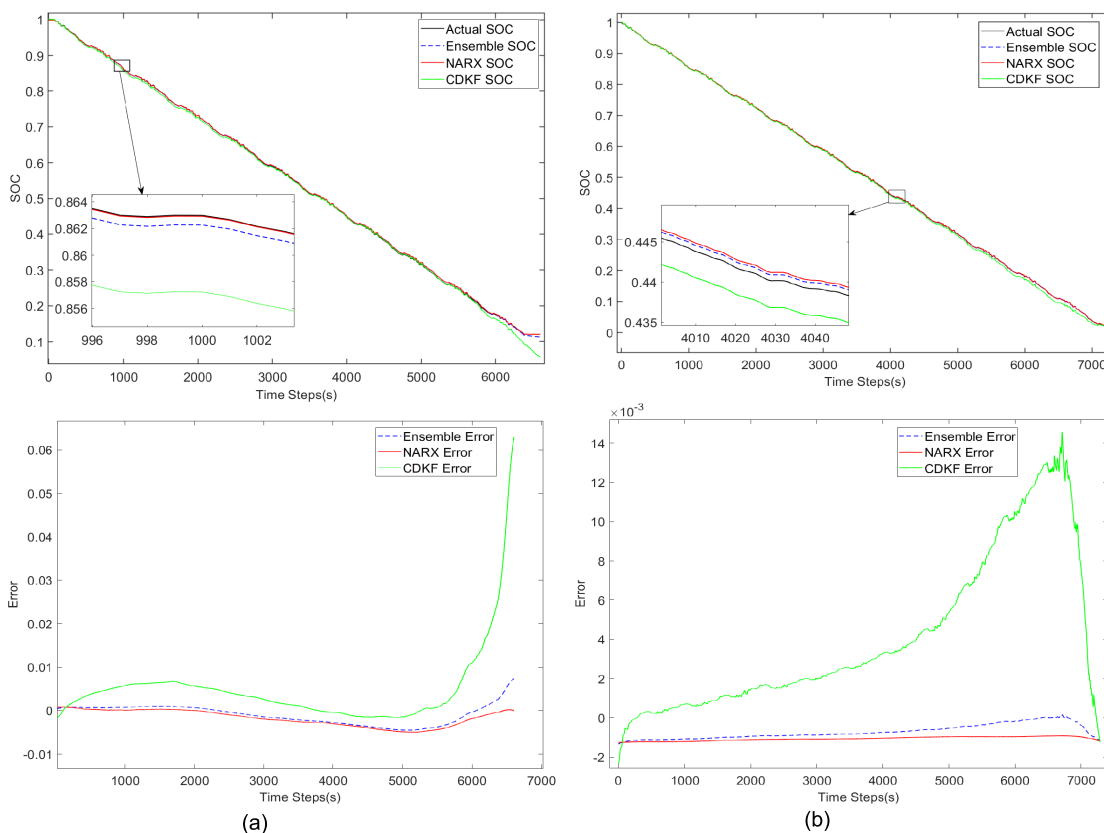 1
0.9
0.8
0.7
0.6
0.5
0.4
0.3
0.2
0.1
SOC
Actual SOC
Ensemble SOC
NARX SOC
CDKF SOC
0.864
0.862
0.86
0.858
0.856
996 998 1000 1002
1000 2000 3000 4000 5000 6000
Time Steps(s)
1
0.9
0.8
0.7
0.6
0.5
0.4
0.3
0.2
0.1
0
SOC
Actual SOC
Ensemble SOC
NARX SOC
CDKF SOC
0.445
0.44
0.435
4010 4020 4030 4040
0 1000 2000 3000 4000 5000 6000 7000
Time Steps(s)
0.06
0.05
0.04
0.03
0.02
0.01
0
-0.01
Error
Ensemble Error
NARX Error
CDKF Error
1000 2000 3000 4000 5000 6000 7000
Time Steps(s)
(a)
×10⁻³
14
12
10
8
6
4
2
0
-2
Error
Ensemble Error
NARX Error
CDKF Error
0 1000 2000 3000 4000 5000 6000 7000
Time Steps(s)
(b)